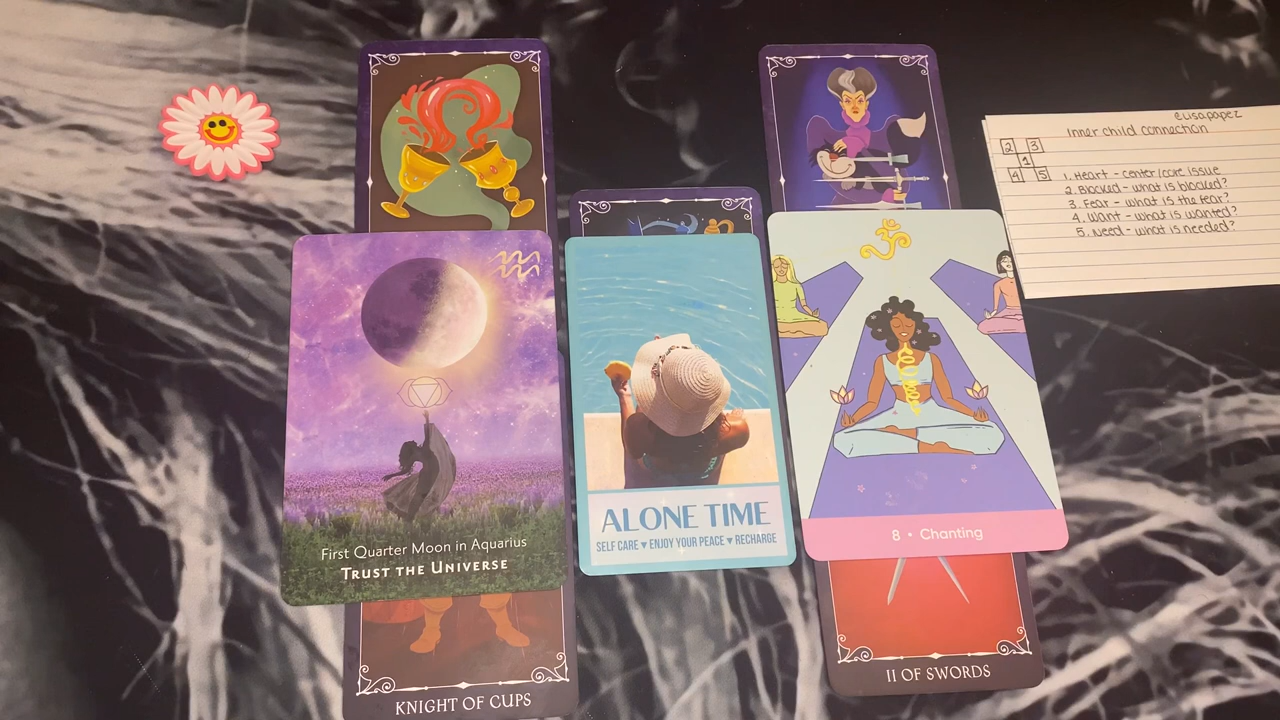 @lisapapez
Inner child connection
2 3
1
4 5
1. Heart - center/core issue
2. Blocked - what is blocked?
3. Fear - what is the fear?
4. Want - what is wanted?
5. Need - what is needed?
ॐ
First Quarter Moon in Aquarius
TRUST THE UNIVERSE
ALONE TIME
SELF CARE ♥ ENJOY YOUR PEACE ♥ RECHARGE
8 • Chanting
KNIGHT OF CUPS
II OF SWORDS